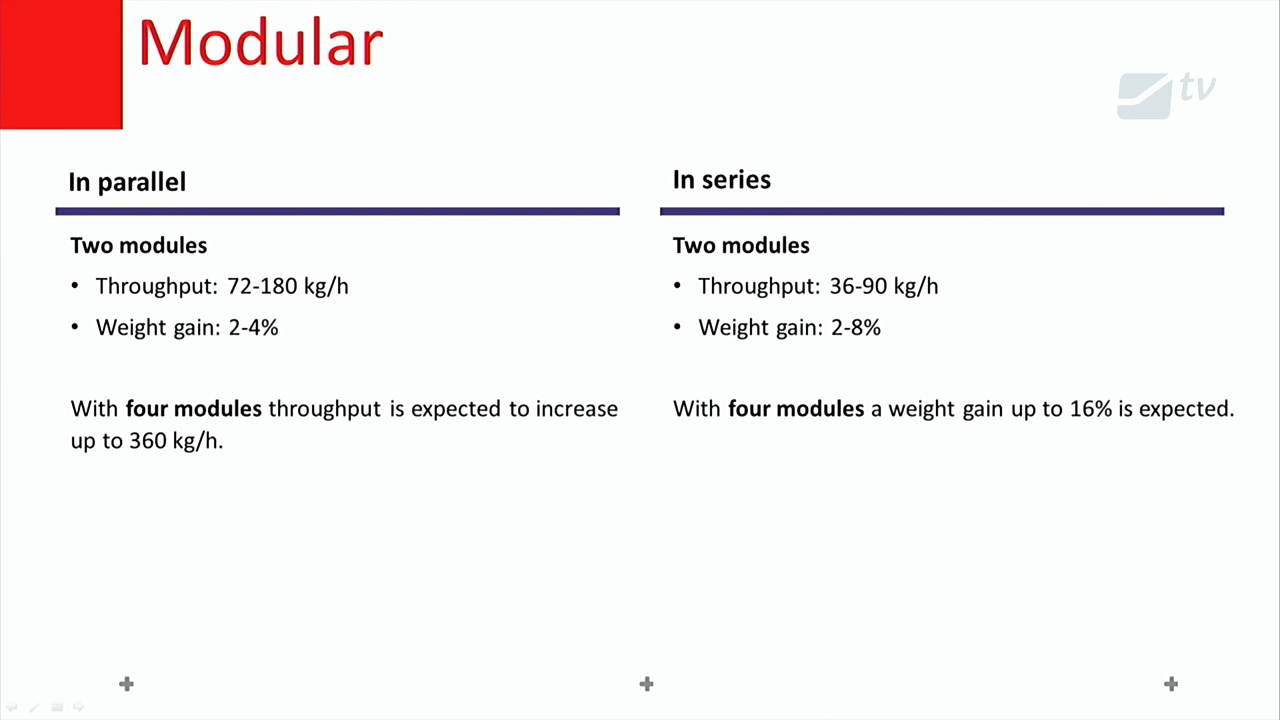 Modular
tv
In parallel
Two modules
• Throughput: 72-180 kg/h
• Weight gain: 2-4%
With four modules throughput is expected to increase
up to 360 kg/h.
In series
Two modules
• Throughput: 36-90 kg/h
• Weight gain: 2-8%
With four modules a weight gain up to 16% is expected.